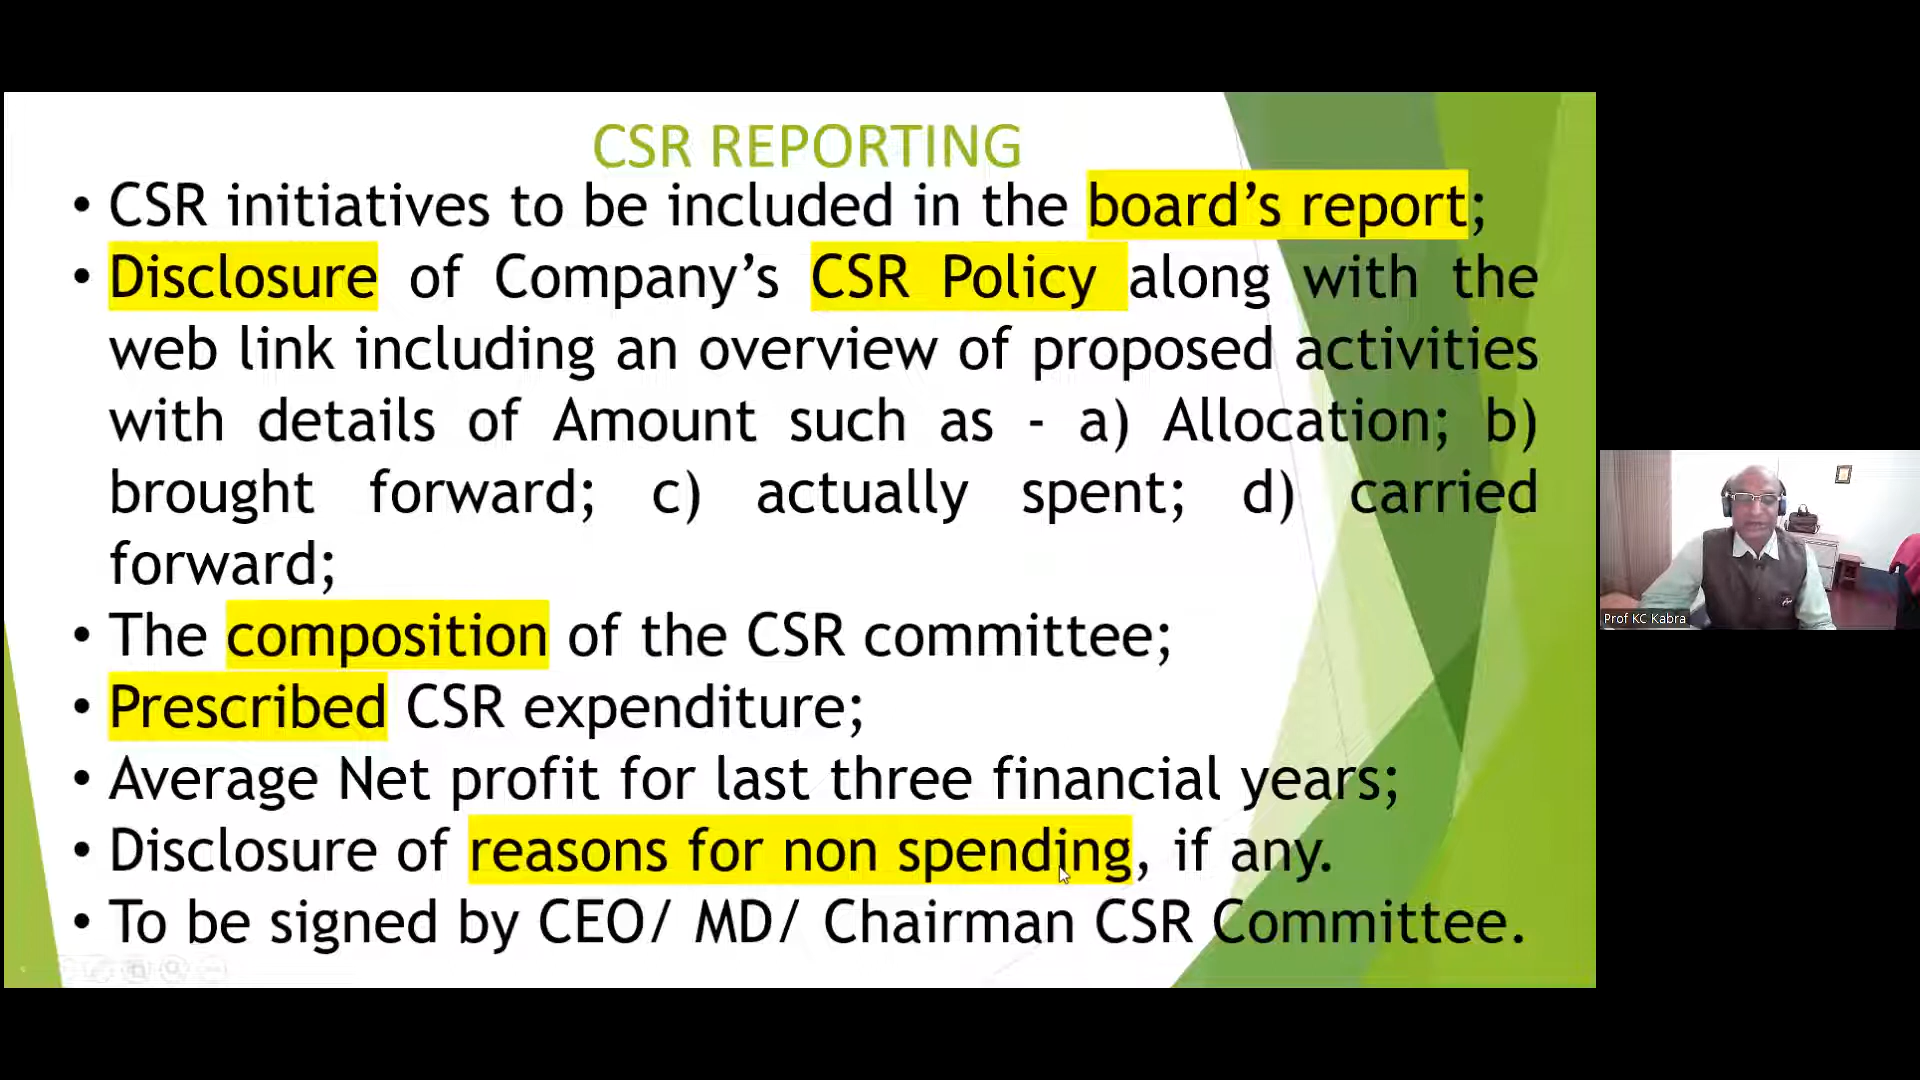 CSR REPORTING
• CSR initiatives to be included in the board’s report;
• Disclosure of Company’s CSR Policy along with the
web link including an overview of proposed activities
with details of Amount such as - a) Allocation; b)
brought forward; c) actually spent; d) carried
forward;
• The composition of the CSR committee;
• Prescribed CSR expenditure;
• Average Net profit for last three financial years;
• Disclosure of reasons for non spending, if any.
• To be signed by CEO/ MD/ Chairman CSR Committee.
Prof KC Kabra